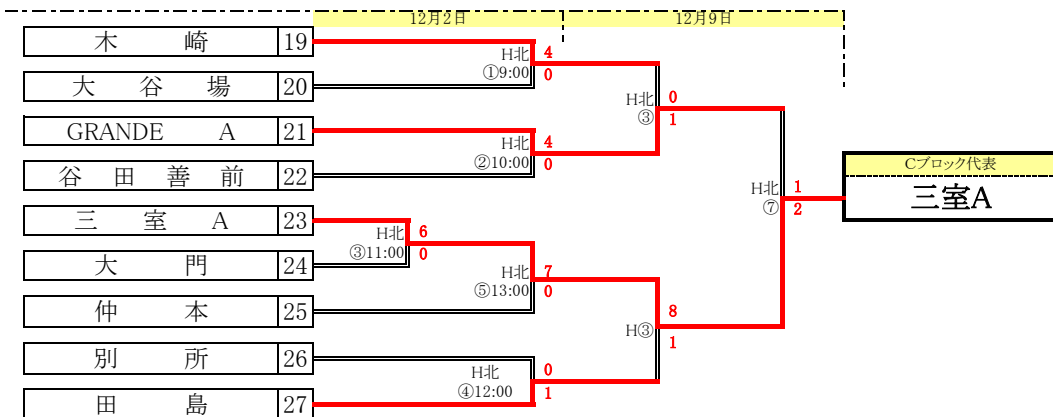 12月2日 12月9日
木崎 19
H北 4
①9:00 0
大谷場 20
H北 0
③ 1
GRANDE A 21
H北 4
②10:00 0
谷田善前 22
Cブロック代表
三室A
H北 1
⑦ 2
三室A 23
H北 6
③11:00 0
大門 24
H北 7
⑤13:00 0
仲本 25
8
H③
1
別所 26
H北 0
④12:00 1
田島 27